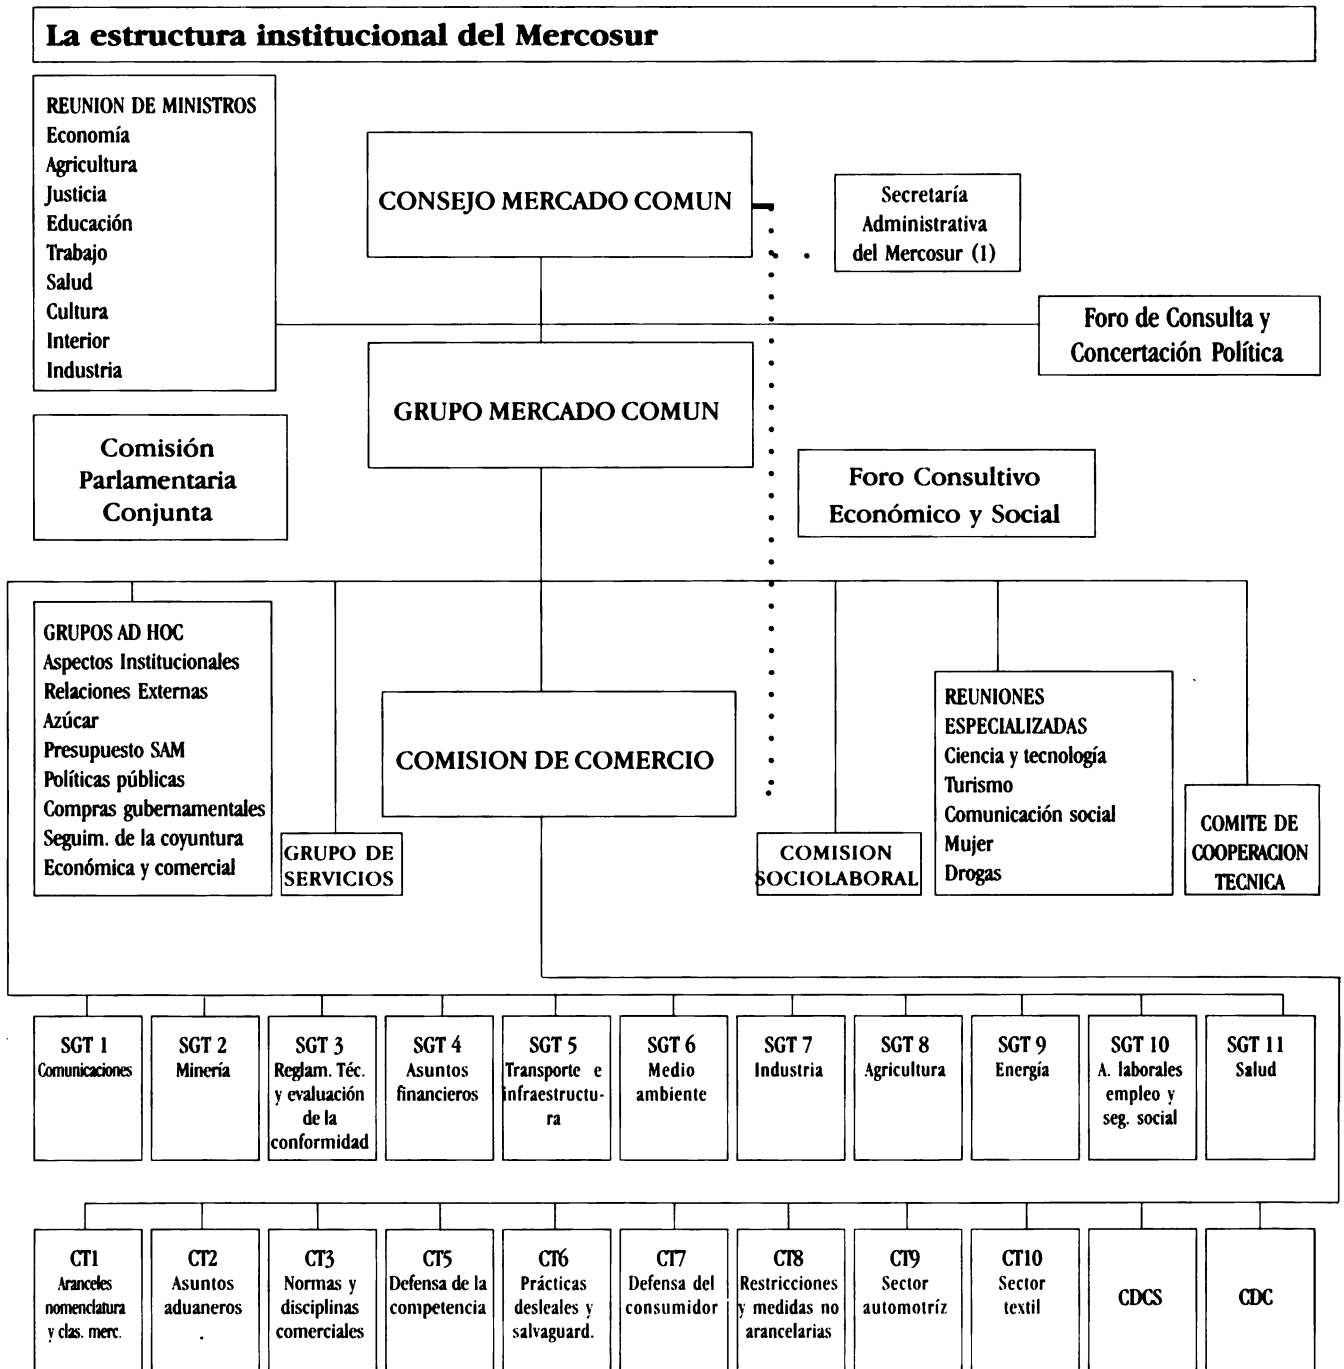 La estructura institucional del Mercosur
REUNION DE MINISTROS
Economía
Agricultura
Justicia
Educación
Trabajo
Salud
Cultura
Interior
Industria
CONSEJO MERCADO COMUN
Secretaría
Administrativa
del Mercosur (1)
Foro de Consulta y
Concertación Política
GRUPO MERCADO COMUN
Comisión
Parlamentaria
Conjunta
Foro Consultivo
Económico y Social
GRUPOS AD HOC
Aspectos Institucionales
Relaciones Externas
Azúcar
Presupuesto SAM
Políticas públicas
Compras gubernamentales
Seguim. de la coyuntura
Económica y comercial
GRUPO DE
SERVICIOS
COMISION DE COMERCIO
COMISION
SOCIOLABORAL
REUNIONES
ESPECIALIZADAS
Ciencia y tecnología
Turismo
Comunicación social
Mujer
Drogas
COMITE DE
COOPERACION
TECNICA
SGT 1
Comunicaciones
SGT 2
Minería
SGT 3
Reglam. Téc.
y evaluación
de la
conformidad
SGT 4
Asuntos
financieros
SGT 5
Transporte e
infraestructu-
ra
SGT 6
Medio
ambiente
SGT 7
Industria
SGT 8
Agricultura
SGT 9
Energía
SGT 10
A. laborales
empleo y
seg. social
SGT 11
Salud
CT1
Aranceles
nomenclatura
y clas. merc.
CT2
Asuntos
aduaneros
CT3
Normas y
disciplinas
comerciales
CT5
Defensa de la
competencia
CT6
Prácticas
desleales y
salvaguard.
CT7
Defensa del
consumidor
CT8
Restricciones
y medidas no
arancelarias
CT9
Sector
automotríz
CT10
Sector
textil
CDCS
CDC